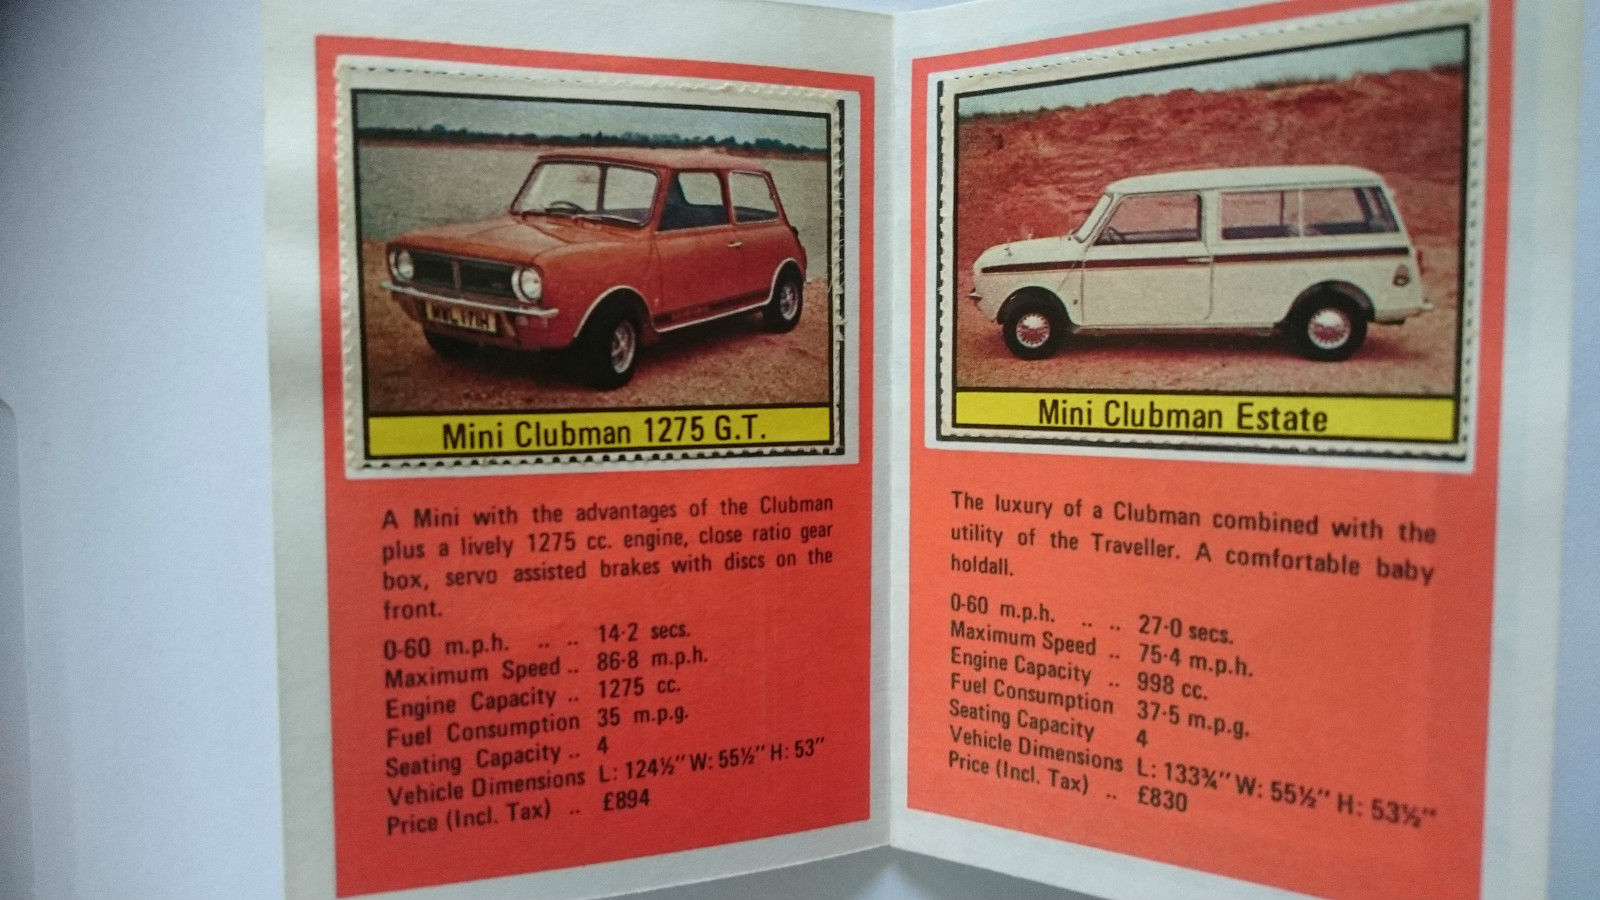 Mini Clubman 1275 G.T.
A Mini with the advantages of the Clubman
plus a lively 1275 cc. engine, close ratio gear
box, servo assisted brakes with discs on the
front.
0-60 m.p.h. .. .. 14·2 secs.
Maximum Speed .. 86·8 m.p.h.
Engine Capacity .. 1275 cc.
Fuel Consumption 35 m.p.g.
Seating Capacity .. 4
Vehicle Dimensions L: 124½″ W: 55½″ H: 53″
Price (Incl. Tax) .. £894
Mini Clubman Estate
The luxury of a Clubman combined with the
utility of the Traveller. A comfortable baby
holdall.
0-60 m.p.h. .. .. 27·0 secs.
Maximum Speed .. 75·4 m.p.h.
Engine Capacity .. 998 cc.
Fuel Consumption 37·5 m.p.g.
Seating Capacity 4
Vehicle Dimensions L: 133¾″ W: 55½″ H: 53½″
Price (Incl. Tax) .. £830